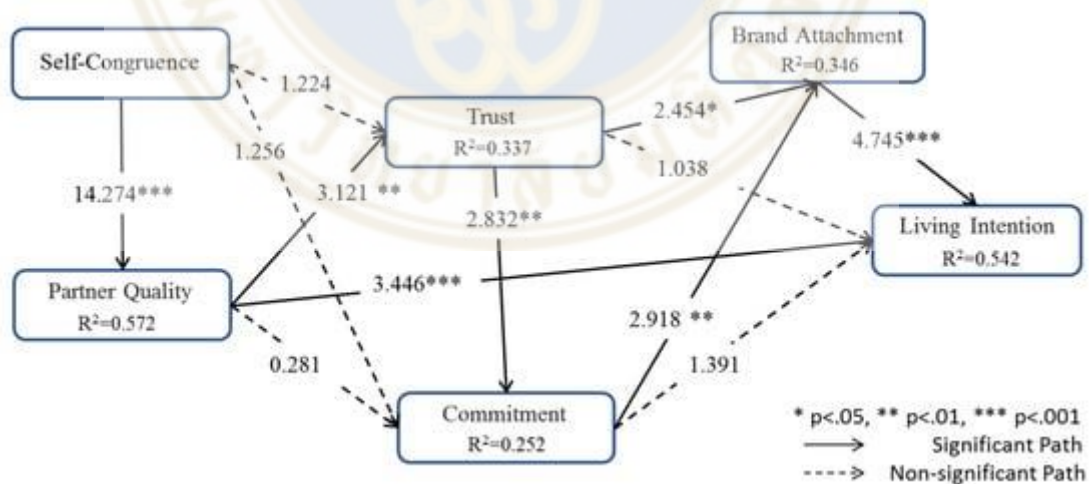 Self-Congruence
Brand Attachment
R²=0.346
1.224
Trust
R²=0.337
2.454*
4.745***
1.256
1.038
14.274***
3.121 **
2.832**
Living Intention
R²=0.542
Partner Quality
R²=0.572
3.446***
2.918 **
0.281
1.391
Commitment
R²=0.252
* p<.05, ** p<.01, *** p<.001
Significant Path
Non-significant Path